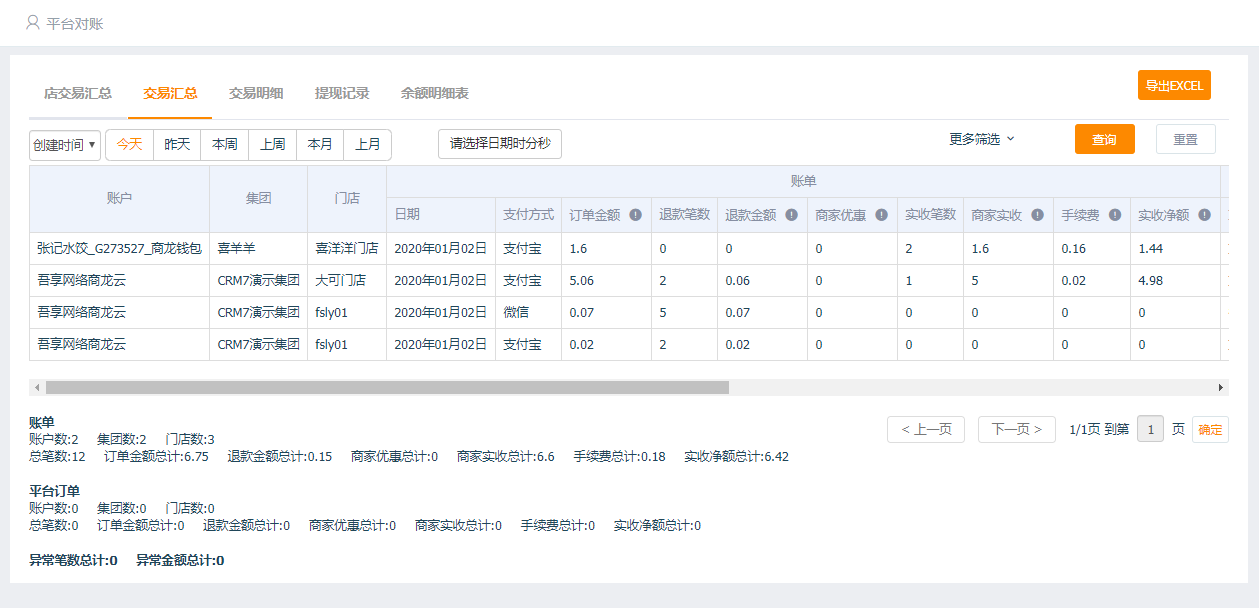 平台对账
店交易汇总 交易汇总 交易明细 提现记录 余额明细表 导出EXCEL
创建时间 今天 昨天 本周 上周 本月 上月 请选择日期时分秒 更多筛选 查询 重置
账户 集团 门店 账单
日期 支付方式 订单金额 退款笔数 退款金额 商家优惠 实收笔数 商家实收 手续费 实收净额
张记水饺_G273527_商龙钱包 喜羊羊 喜洋洋门店 2020年01月02日 支付宝 1.6 0 0 0 2 1.6 0.16 1.44
吾享网络商龙云 CRM7演示集团 大可门店 2020年01月02日 支付宝 5.06 2 0.06 0 1 5 0.02 4.98
吾享网络商龙云 CRM7演示集团 fsly01 2020年01月02日 微信 0.07 5 0.07 0 0 0 0 0
吾享网络商龙云 CRM7演示集团 fsly01 2020年01月02日 支付宝 0.02 2 0.02 0 0 0 0 0
账单
账户数:2 集团数:2 门店数:3
总笔数:12 订单金额总计:6.75 退款金额总计:0.15 商家优惠总计:0 商家实收总计:6.6 手续费总计:0.18 实收净额总计:6.42
< 上一页 下一页 > 1/1页 到第 1 页 确定
平台订单
账户数:0 集团数:0 门店数:0
总笔数:0 订单金额总计:0 退款金额总计:0 商家优惠总计:0 商家实收总计:0 手续费总计:0 实收净额总计:0
异常笔数总计:0 异常金额总计:0